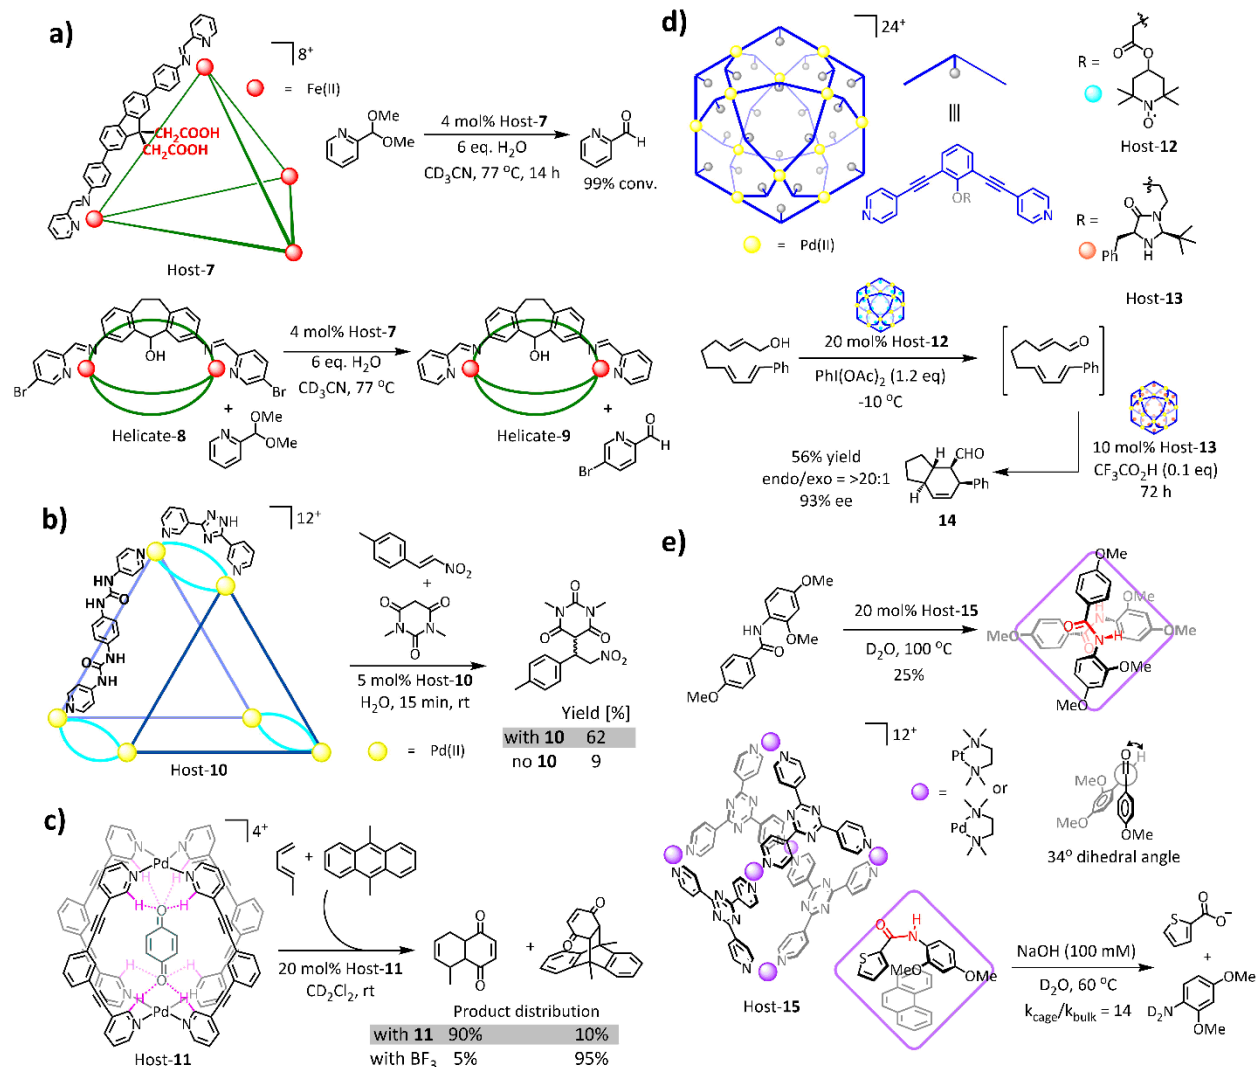 a)
8+
= Fe(II)
CH2COOH
CH2COOH
Host-7
OMe
OMe
4 mol% Host-7
6 eq. H2O
CD3CN, 77 °C, 14 h
O
H
99% conv.
N
N
OH
Br
Br
Helicate-8
+
OMe
OMe
N
4 mol% Host-7
6 eq. H2O
CD3CN, 77 °C
N
N
OH
Helicate-9
+
Br
O
H
N
b)
12+
N
N-NH
N
N
N
NH
HN
O
NH
HN
O
NH
HN
N
= Pd(II)
Host-10
NO2
+
O
O
N
N
O
5 mol% Host-10
H2O, 15 min, rt
O
N
N
O
O
NO2
Yield [%]
with 10 62
no 10 9
c)
4+
Pd
N
N
H
H
H
H
O
O
H
H
H
H
Pd
Host-11
+
20 mol% Host-11
CD2Cl2, rt
O
O
+
O
O
Product distribution
with 11 90% 10%
with BF3 5% 95%
d)
24+
= Pd(II)
≡
N
OR
N
R =
O
O
N
O•
Host-12
R =
O
N
N
H
Ph
Host-13
OH
Ph
20 mol% Host-12
PhI(OAc)2 (1.2 eq)
-10 °C
O
Ph
10 mol% Host-13
CF3CO2H (0.1 eq)
72 h
56% yield
endo/exo = >20:1
93% ee
H
CHO
H
Ph
14
e)
OMe
HN
OMe
O
MeO
20 mol% Host-15
D2O, 100 °C
25%
OMe
OMe
H
O
N
H
MeO
O
OMe
OMe
MeO
12+
= Pt
N
N
or
Pd
N
N
Host-15
O
H
MeO
MeO
OMe
34° dihedral angle
O
H
N
S
MeO
OMe
NaOH (100 mM)
D2O, 60 °C
kcage/kbulk = 14
O
O-
S
+
OMe
D2N
OMe